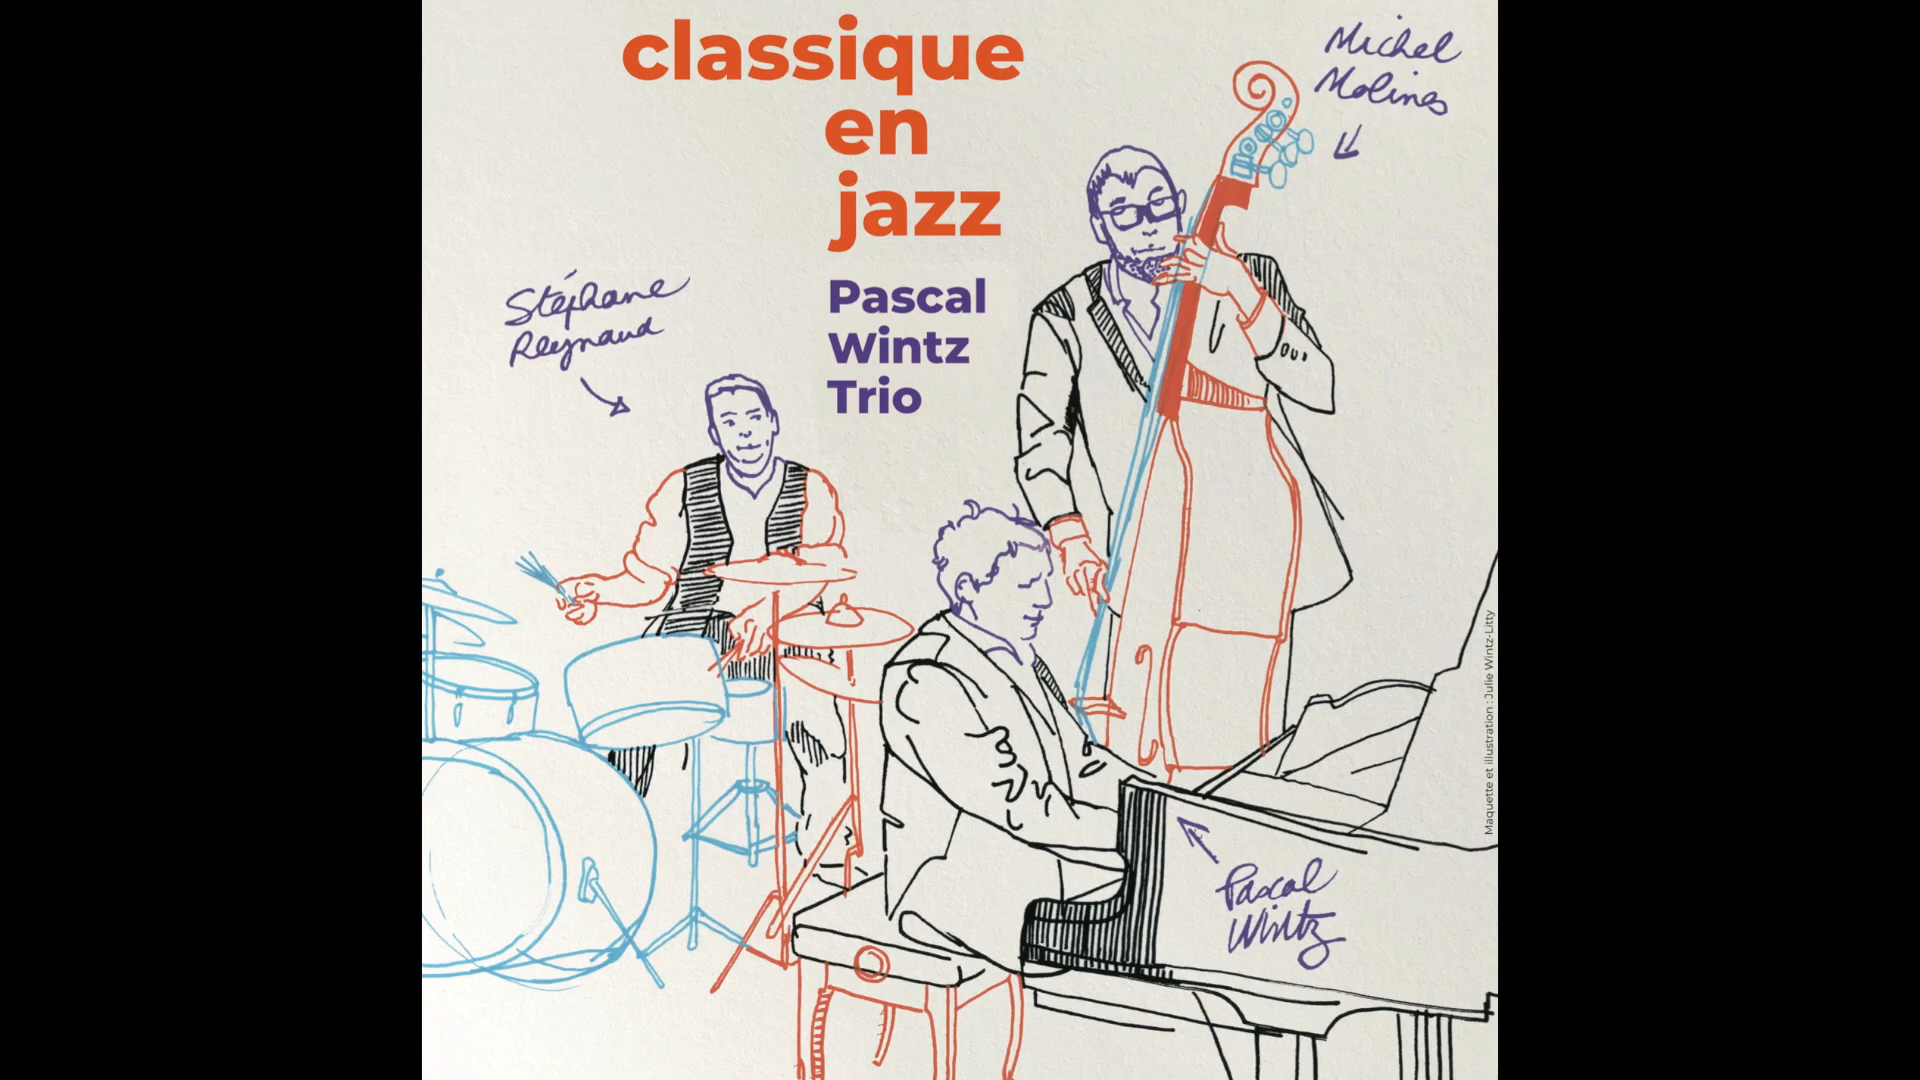 classique
en
jazz
Pascal
Wintz
Trio
Michel
Molines
Stéphane
Reynaud
Pascal
Wintz
Maquette et illustration : Julie Wintz-Litty